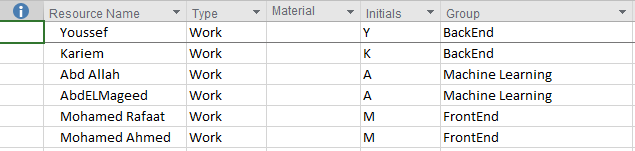 Resource Name Type Material Initials Group
Youssef Work Y BackEnd
Kariem Work K BackEnd
Abd Allah Work A Machine Learning
AbdELMageed Work A Machine Learning
Mohamed Rafaat Work M FrontEnd
Mohamed Ahmed Work M FrontEnd